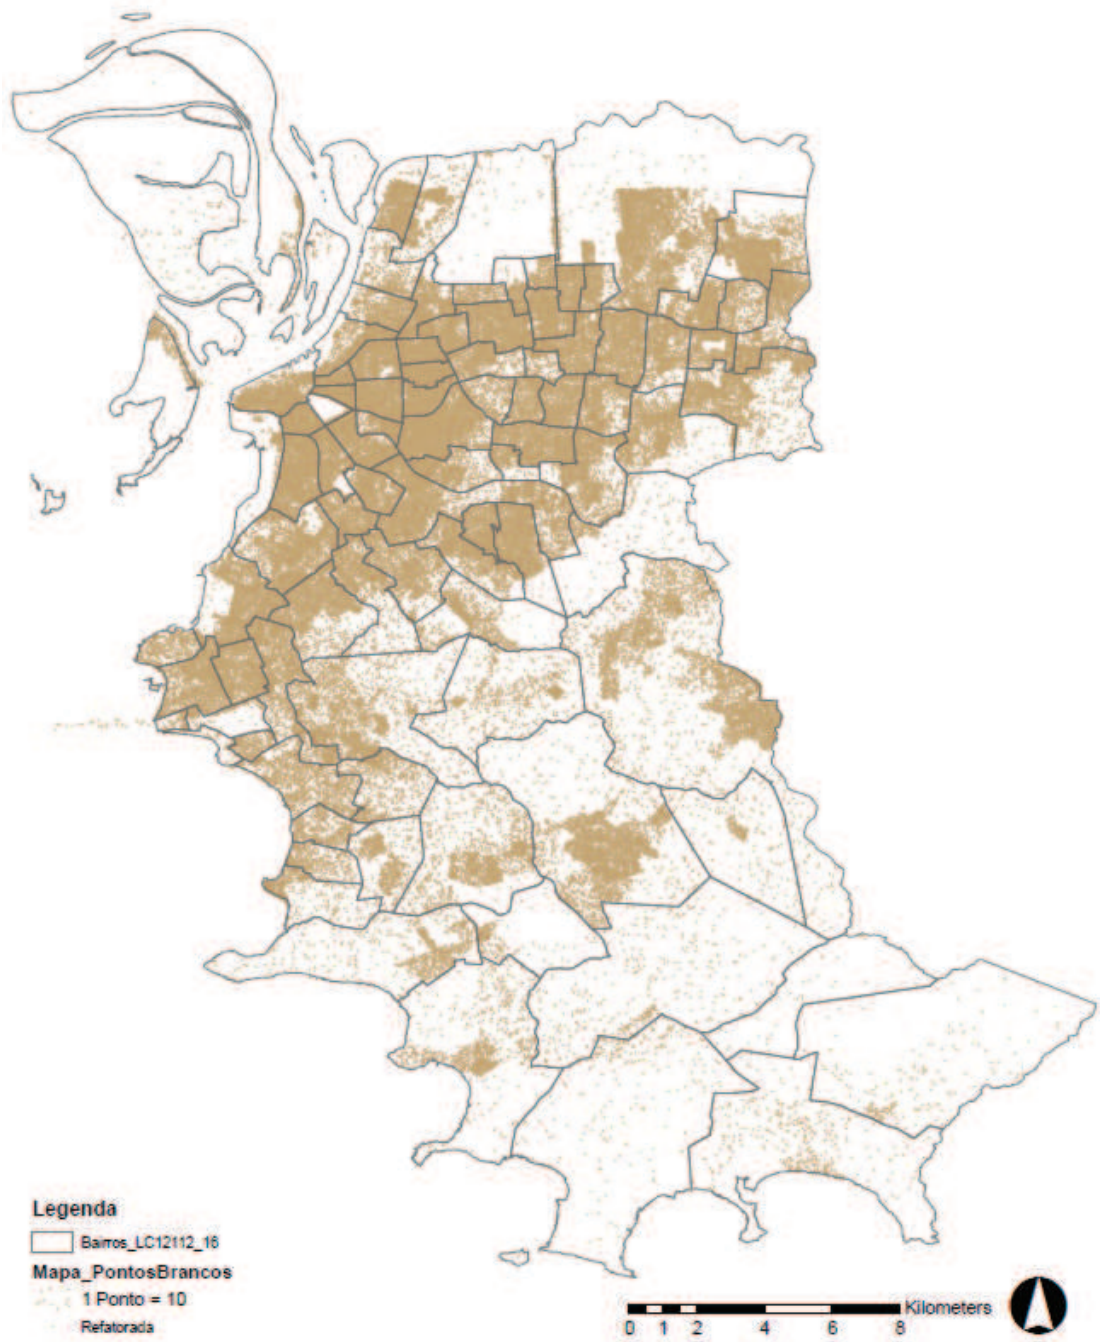 Legenda
Bairros_LC12112_16
Mapa_PontosBrancos
1 Ponto = 10
Refatorada
Kilometers
0 1 2 4 6 8